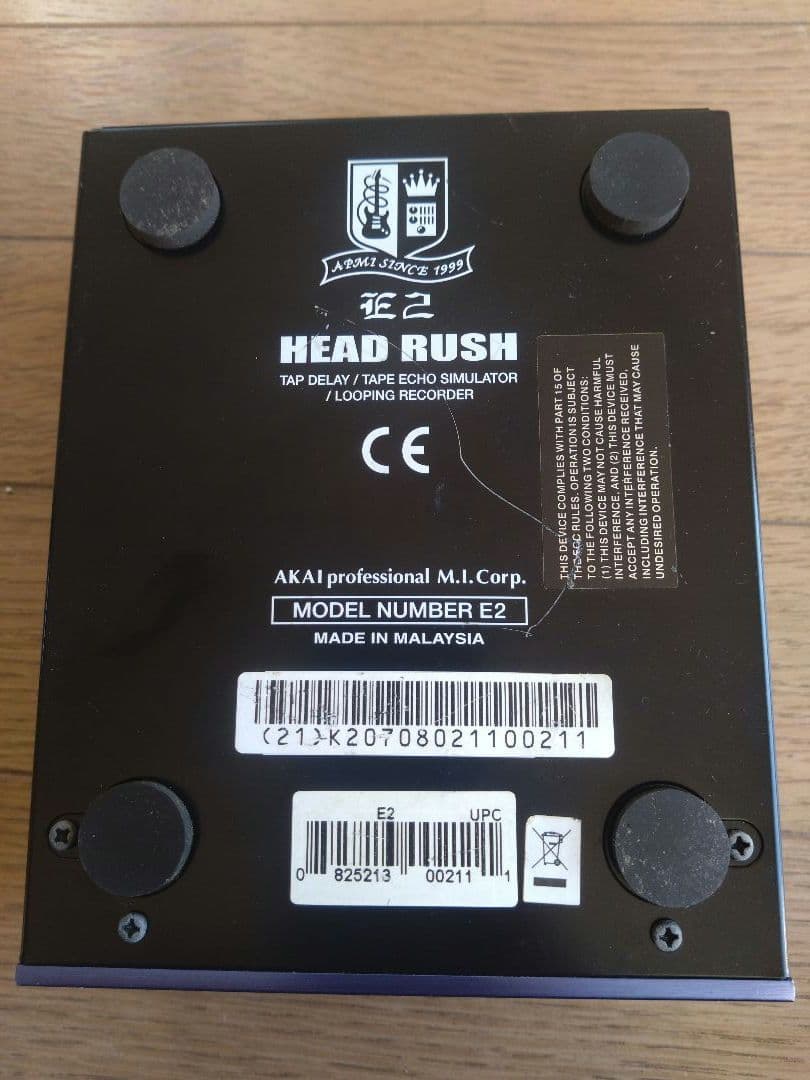 APMI SINCE 1999
E2
HEAD RUSH
TAP DELAY / TAPE ECHO SIMULATOR
/ LOOPING RECORDER
CE
THIS DEVICE COMPLIES WITH PART 15 OF
THE FCC RULES. OPERATION IS SUBJECT
TO THE FOLLOWING TWO CONDITIONS:
(1) THIS DEVICE MAY NOT CAUSE HARMFUL
INTERFERENCE, AND (2) THIS DEVICE MUST
ACCEPT ANY INTERFERENCE RECEIVED,
INCLUDING INTERFERENCE THAT MAY CAUSE
UNDESIRED OPERATION.
AKAI professional M.I.Corp.
MODEL NUMBER E2
MADE IN MALAYSIA
(21)K20708021100211
E2 UPC
0 825213 00211 1